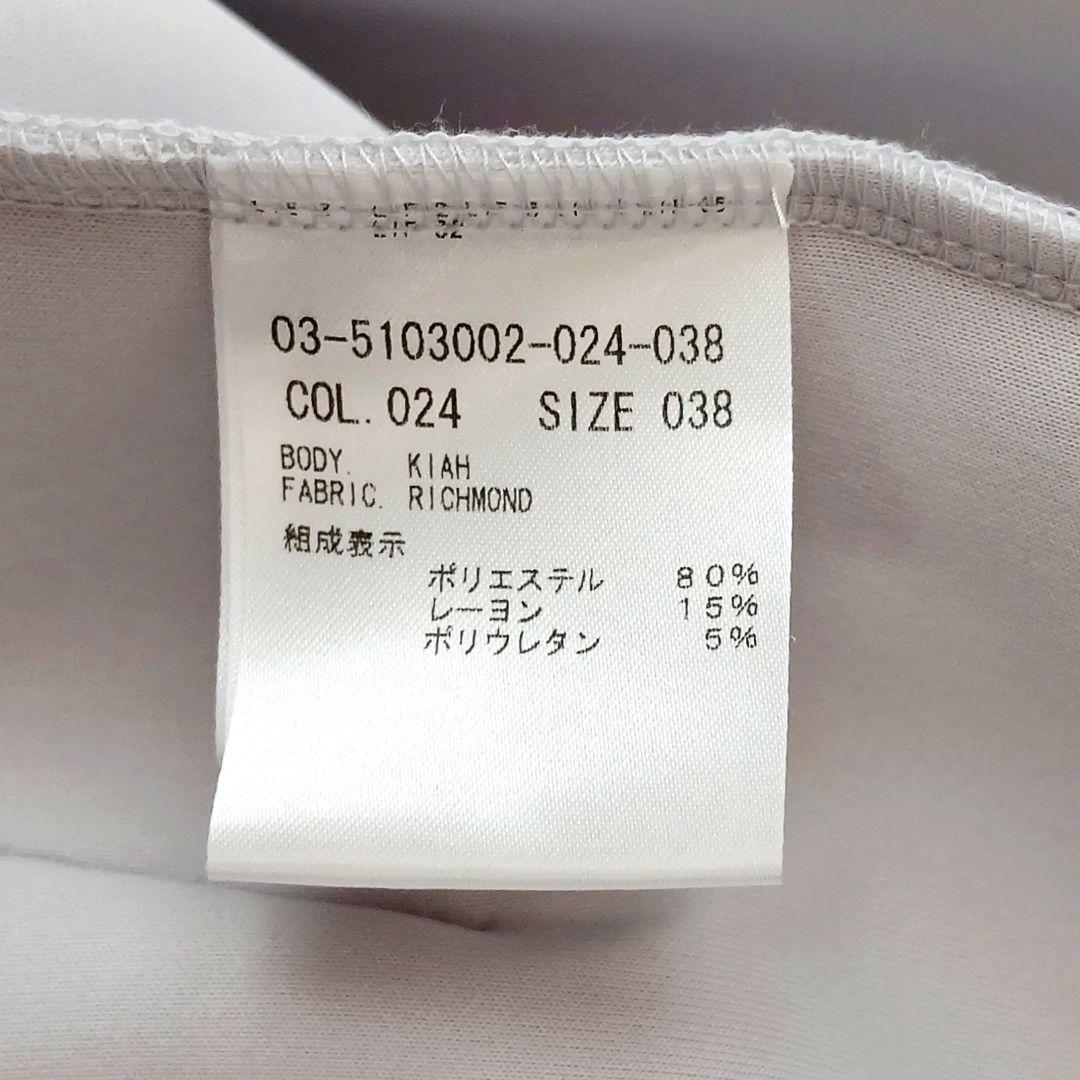 03-5103002-024-038
COL. 024 SIZE 038
BODY. KIAH
FABRIC. RICHMOND
組成表示
ポリエステル 80%
レーヨン 15%
ポリウレタン 5%